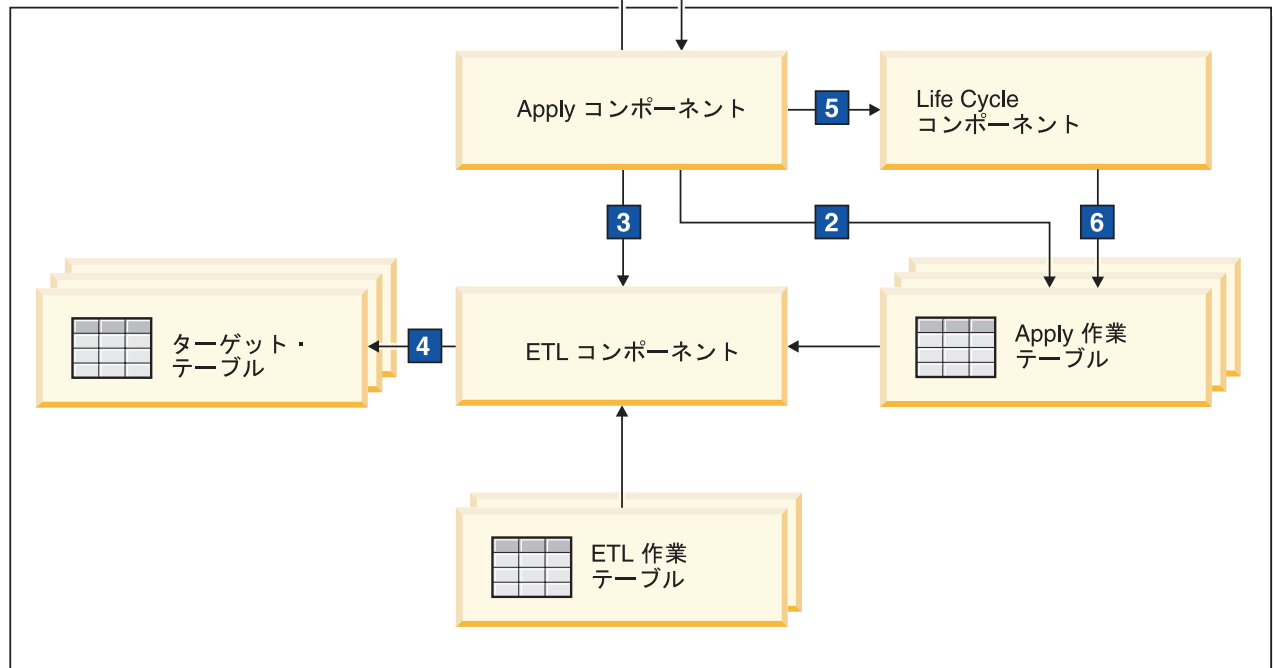 Apply コンポーネント
5
Life Cycle
コンポーネント
3
2
6
ターゲット・
テーブル
4
ETL コンポーネント
Apply 作業
テーブル
ETL 作業
テーブル